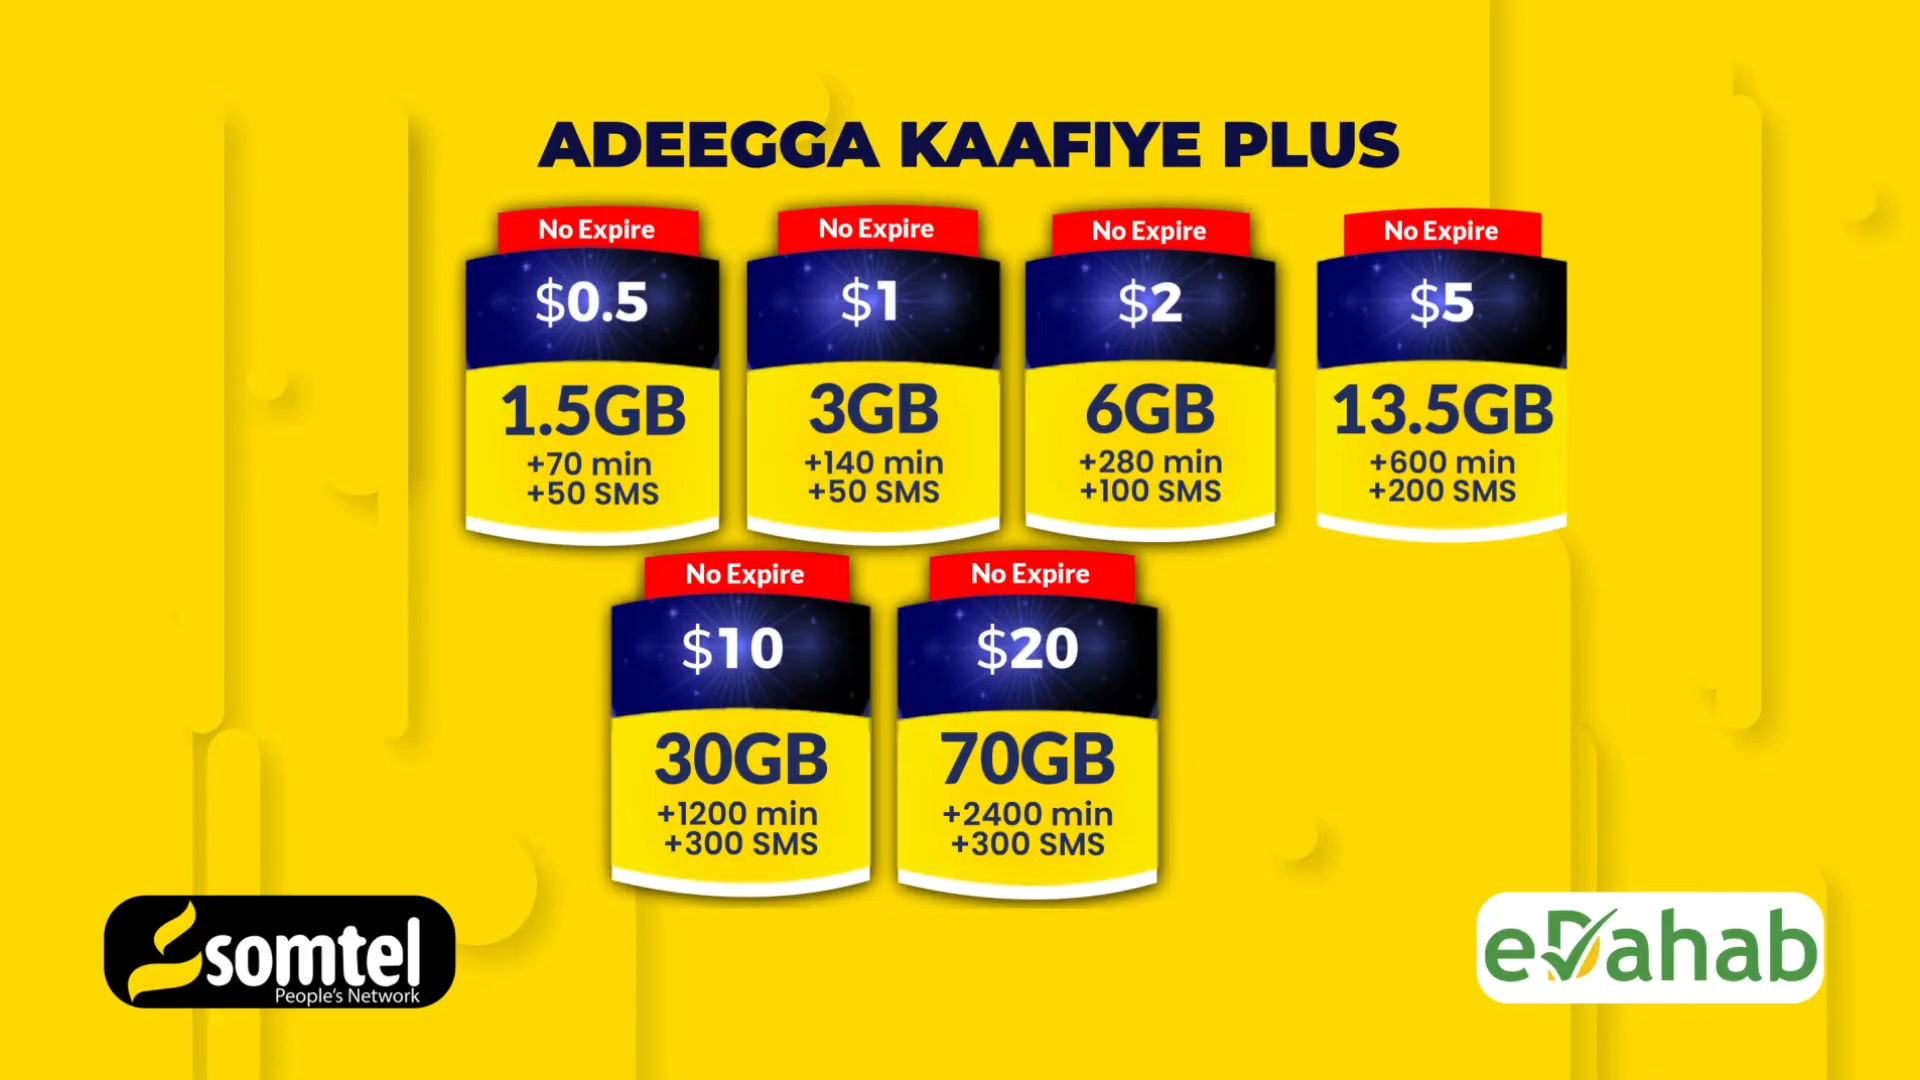 ADEEGGA KAAFIYE PLUS
No Expire
$0.5
1.5GB
+70 min
+50 SMS
No Expire
$1
3GB
+140 min
+50 SMS
No Expire
$2
6GB
+280 min
+100 SMS
No Expire
$5
13.5GB
+600 min
+200 SMS
No Expire
$10
30GB
+1200 min
+300 SMS
No Expire
$20
70GB
+2400 min
+300 SMS
somtel
People's Network
eDahab